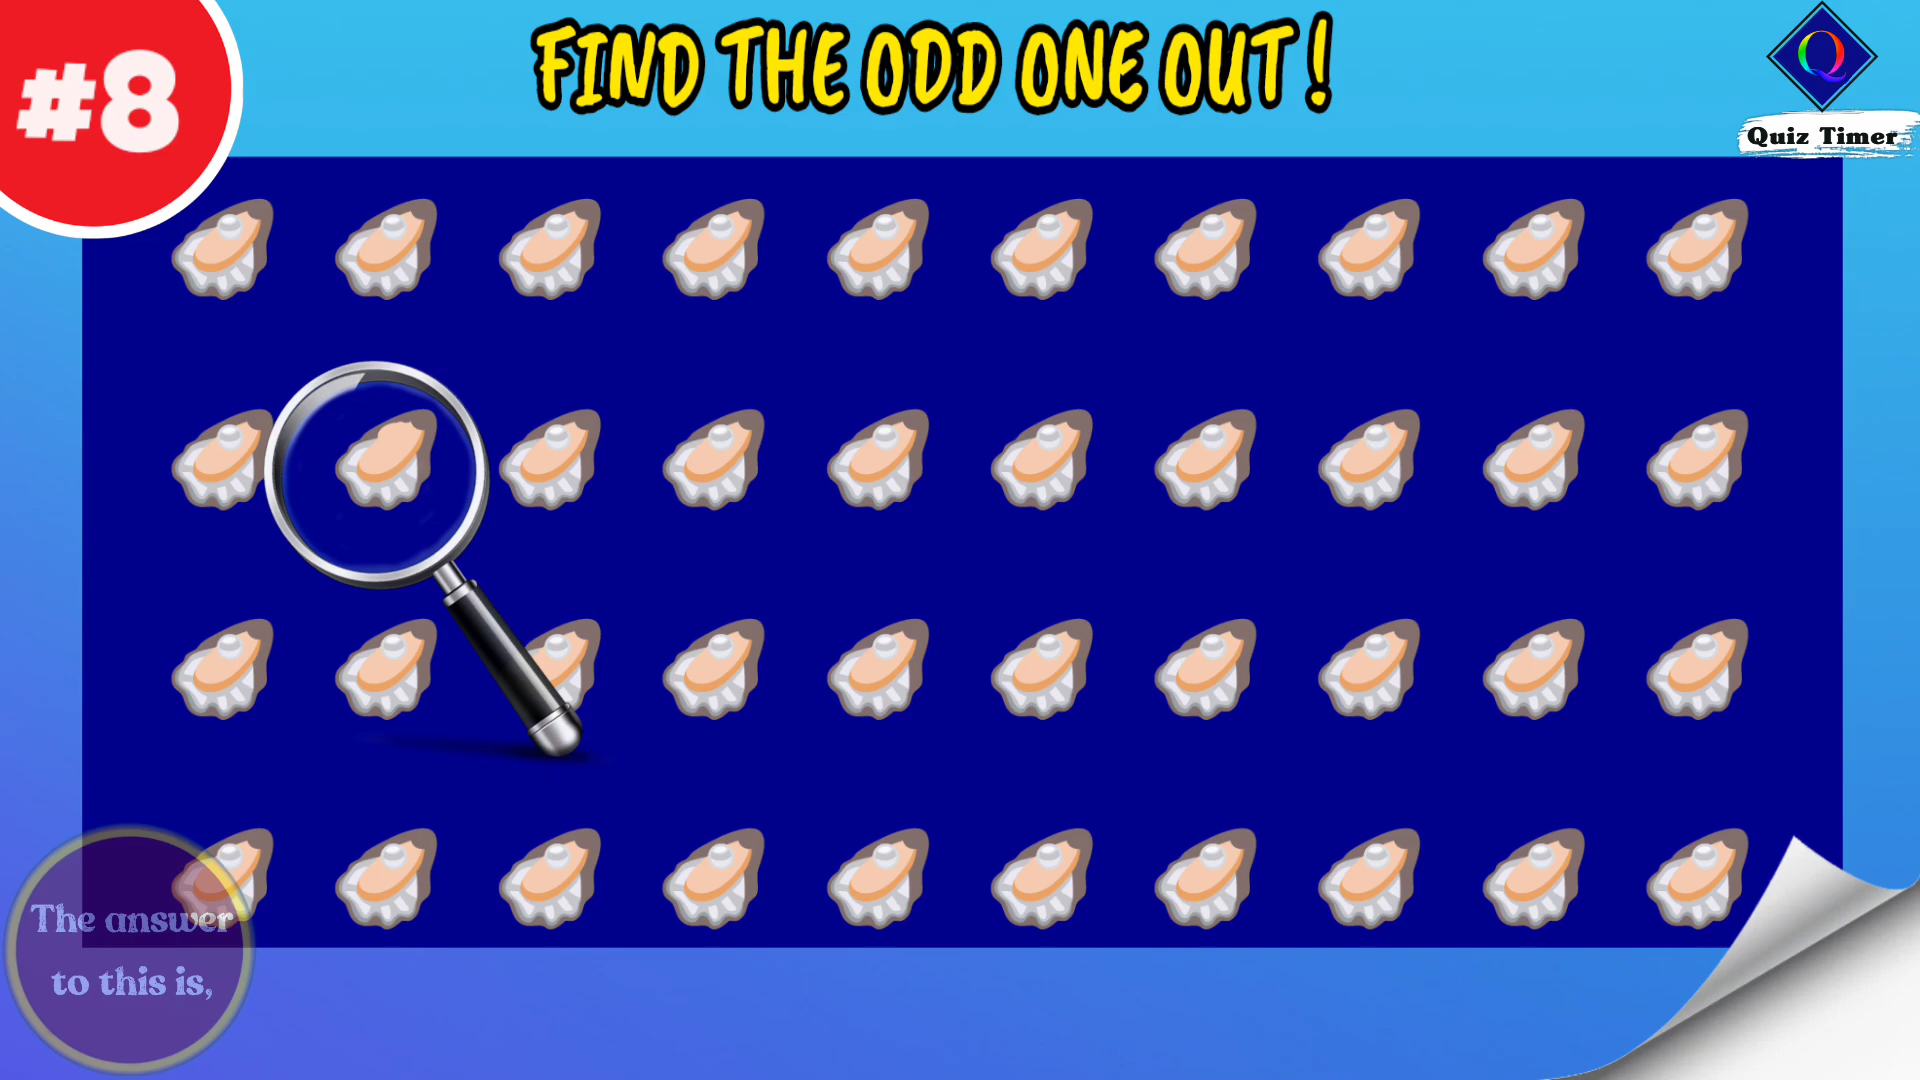 #8
FIND THE ODD ONE OUT !
Q
Quiz Timer
The answer
to this is,